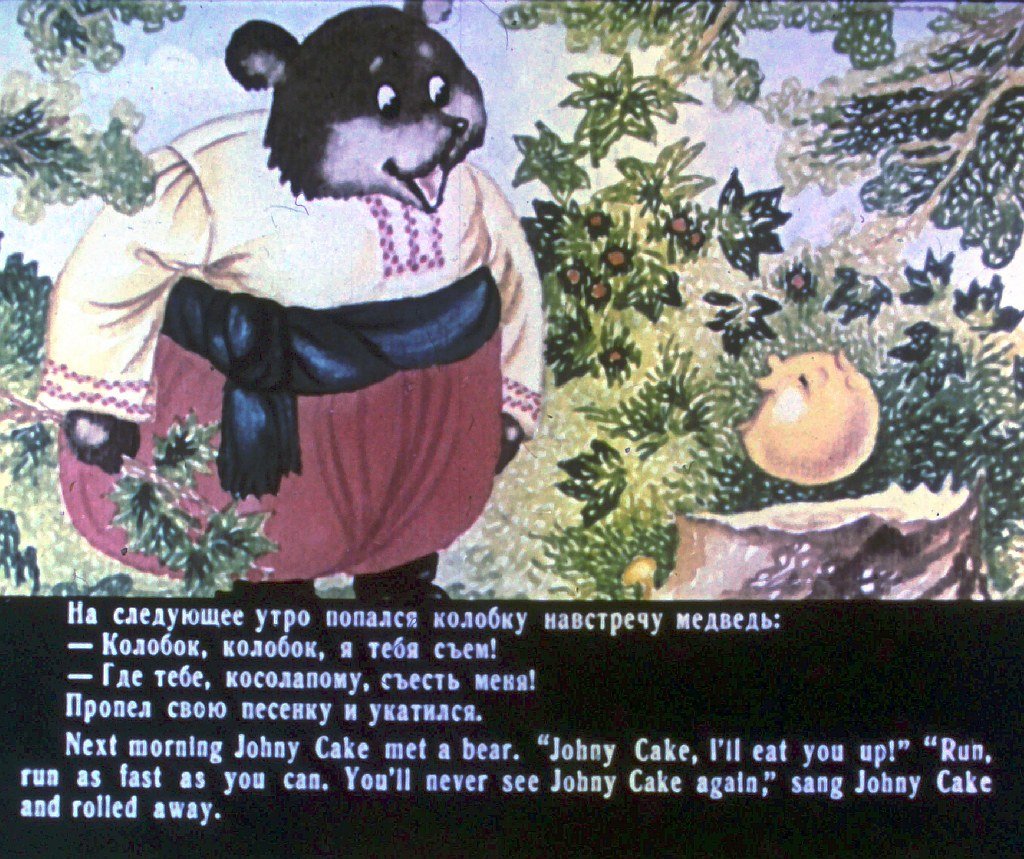 На следующее утро попался колобку навстречу медведь:
— Колобок, колобок, я тебя съем!
— Где тебе, косолапому, съесть меня!
Пропел свою песенку и укатился.
Next morning Johny Cake met a bear. “Johny Cake, I'll eat you up!” “Run,
run as fast as you can. You'll never see Johny Cake again,” sang Johny Cake
and rolled away.